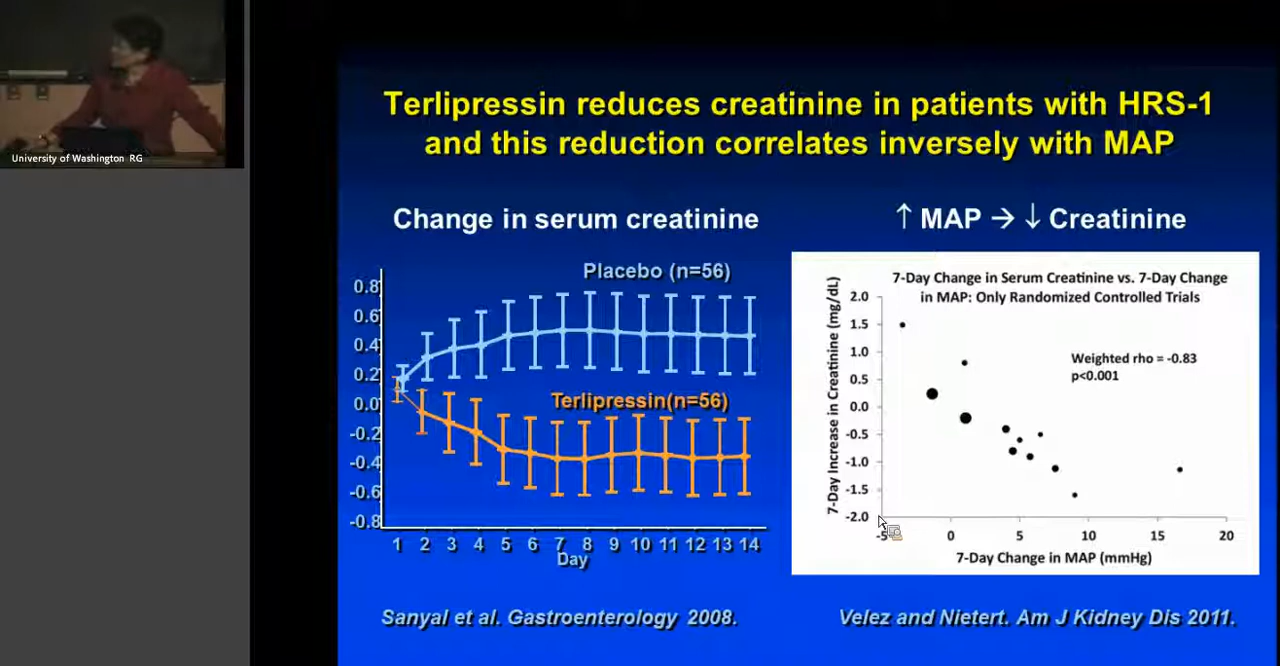 University of Washington RG
Terlipressin reduces creatinine in patients with HRS-1
and this reduction correlates inversely with MAP
Change in serum creatinine
Placebo (n=56)
0.8
0.6
0.4
0.2
0.0
-0.2
-0.4
-0.6
-0.8
Terlipressin(n=56)
1 2 3 4 5 6 7 8 9 10 11 12 13 14
Day
Sanyal et al. Gastroenterology 2008.
↑ MAP → ↓ Creatinine
7-Day Change in Serum Creatinine vs. 7-Day Change
in MAP: Only Randomized Controlled Trials
7-Day Increase in Creatinine (mg/dL)
2.0
1.5
1.0
0.5
0.0
-0.5
-1.0
-1.5
-2.0
Weighted rho = -0.83
p<0.001
-5 0 5 10 15 20
7-Day Change in MAP (mmHg)
Velez and Nietert. Am J Kidney Dis 2011.